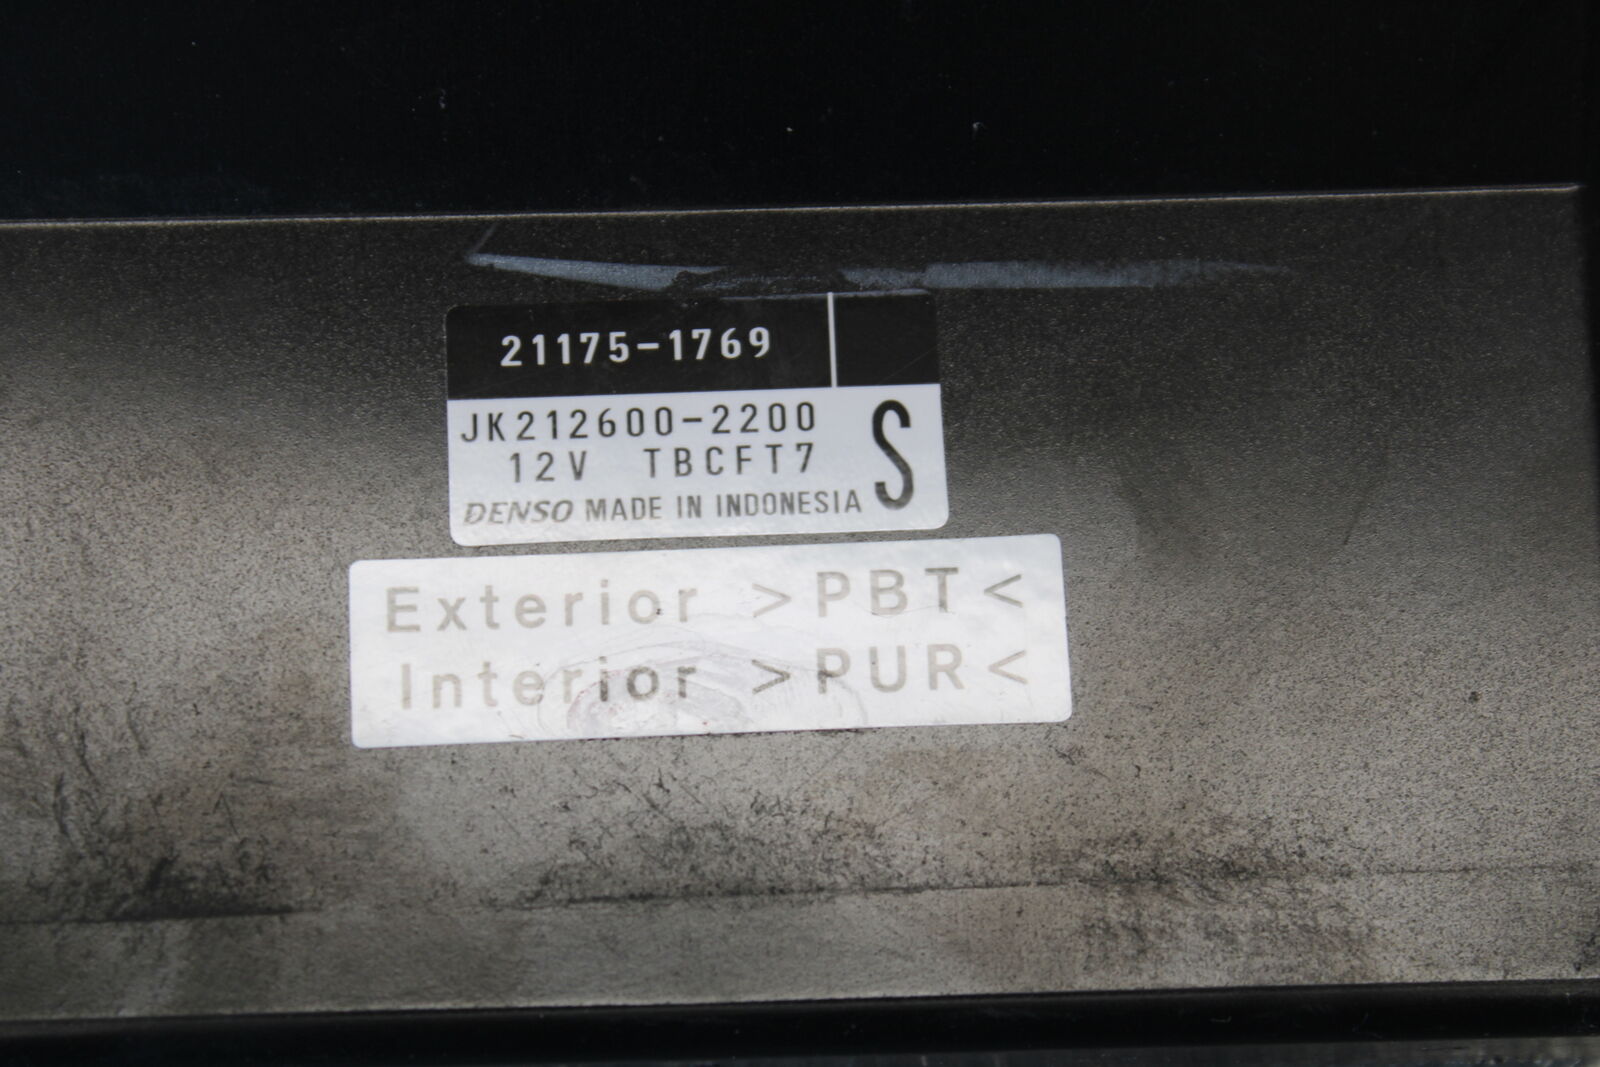 21175-1769
JK212600-2200
12V TBCFT7
S
DENSO MADE IN INDONESIA
Exterior >PBT<
Interior >PUR<